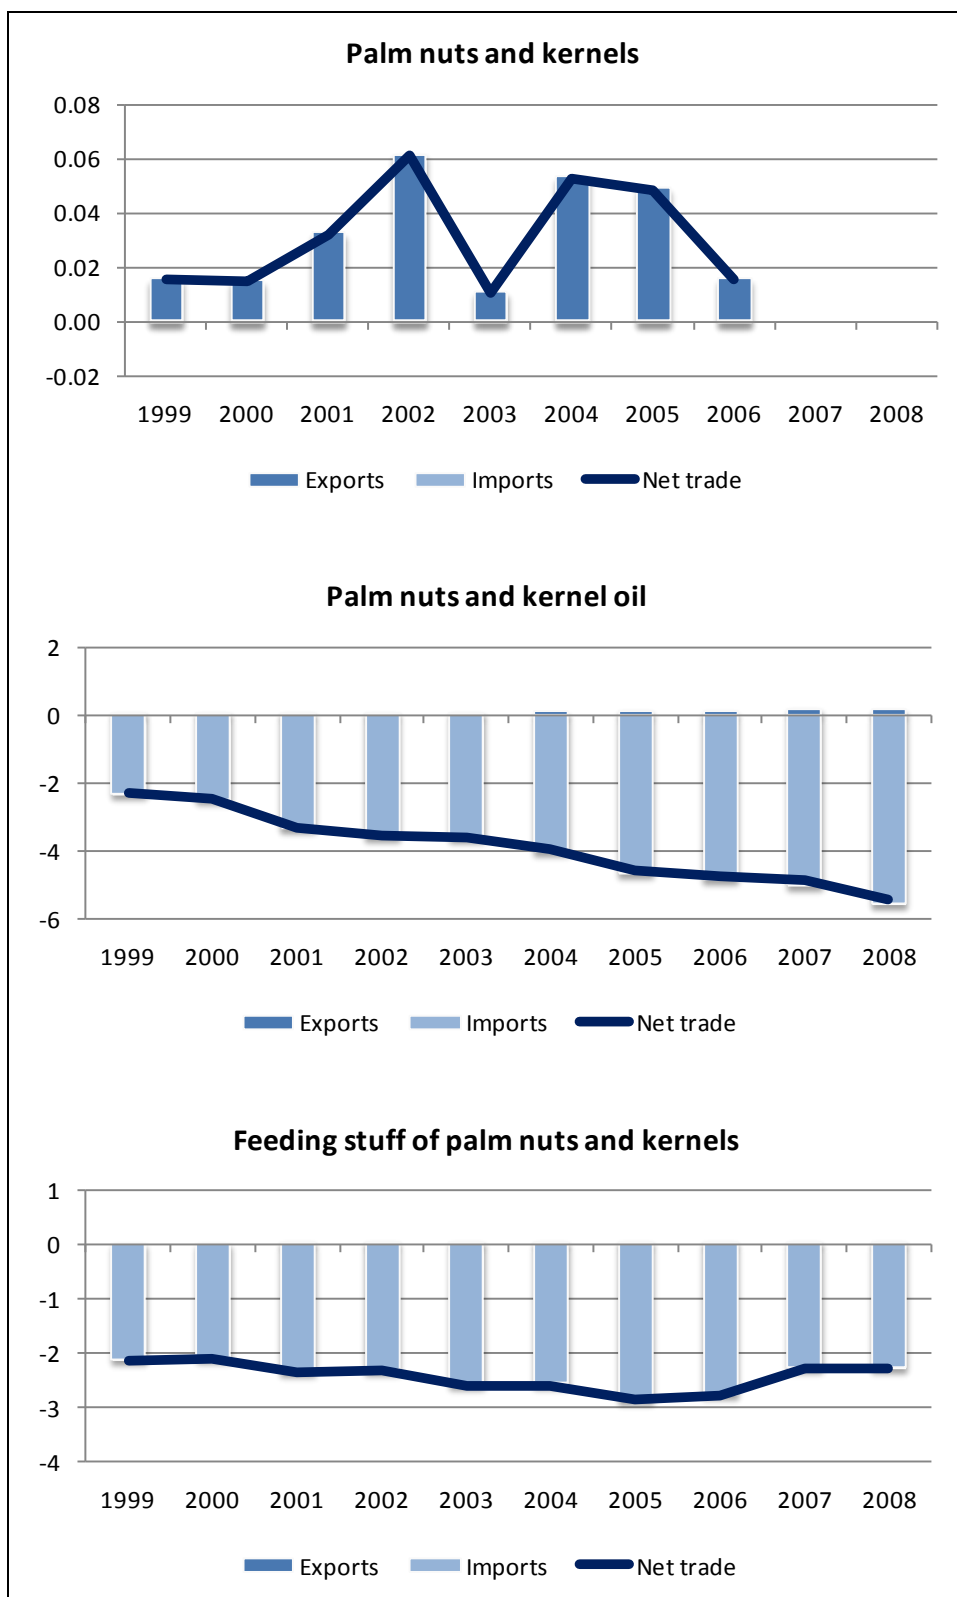 Palm nuts and kernels
0.08
0.06
0.04
0.02
0.00
-0.02
1999 2000 2001 2002 2003 2004 2005 2006 2007 2008
Exports Imports Net trade
Palm nuts and kernel oil
2
0
-2
-4
-6
1999 2000 2001 2002 2003 2004 2005 2006 2007 2008
Exports Imports Net trade
Feeding stuff of palm nuts and kernels
1
0
-1
-2
-3
-4
1999 2000 2001 2002 2003 2004 2005 2006 2007 2008
Exports Imports Net trade